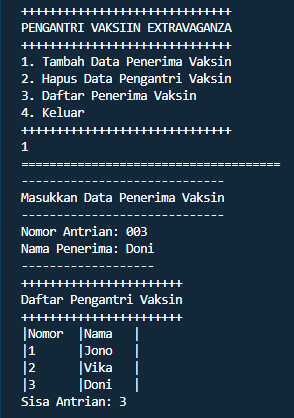 ++++++++++++++++++++++++++++++
PENGANTRI VAKSIIN EXTRAVAGANZA
++++++++++++++++++++++++++++++
1. Tambah Data Penerima Vaksin
2. Hapus Data Pengantri Vaksin
3. Daftar Penerima Vaksin
4. Keluar
++++++++++++++++++++++++++++++
1
=====================================
-----------------------------
Masukkan Data Penerima Vaksin
-----------------------------
Nomor Antrian: 003
Nama Penerima: Doni
-------------------
+++++++++++++++++++++++
Daftar Pengantri Vaksin
+++++++++++++++++++++++
|Nomor  |Nama   |
|1      |Jono   |
|2      |Vika   |
|3      |Doni   |
Sisa Antrian: 3